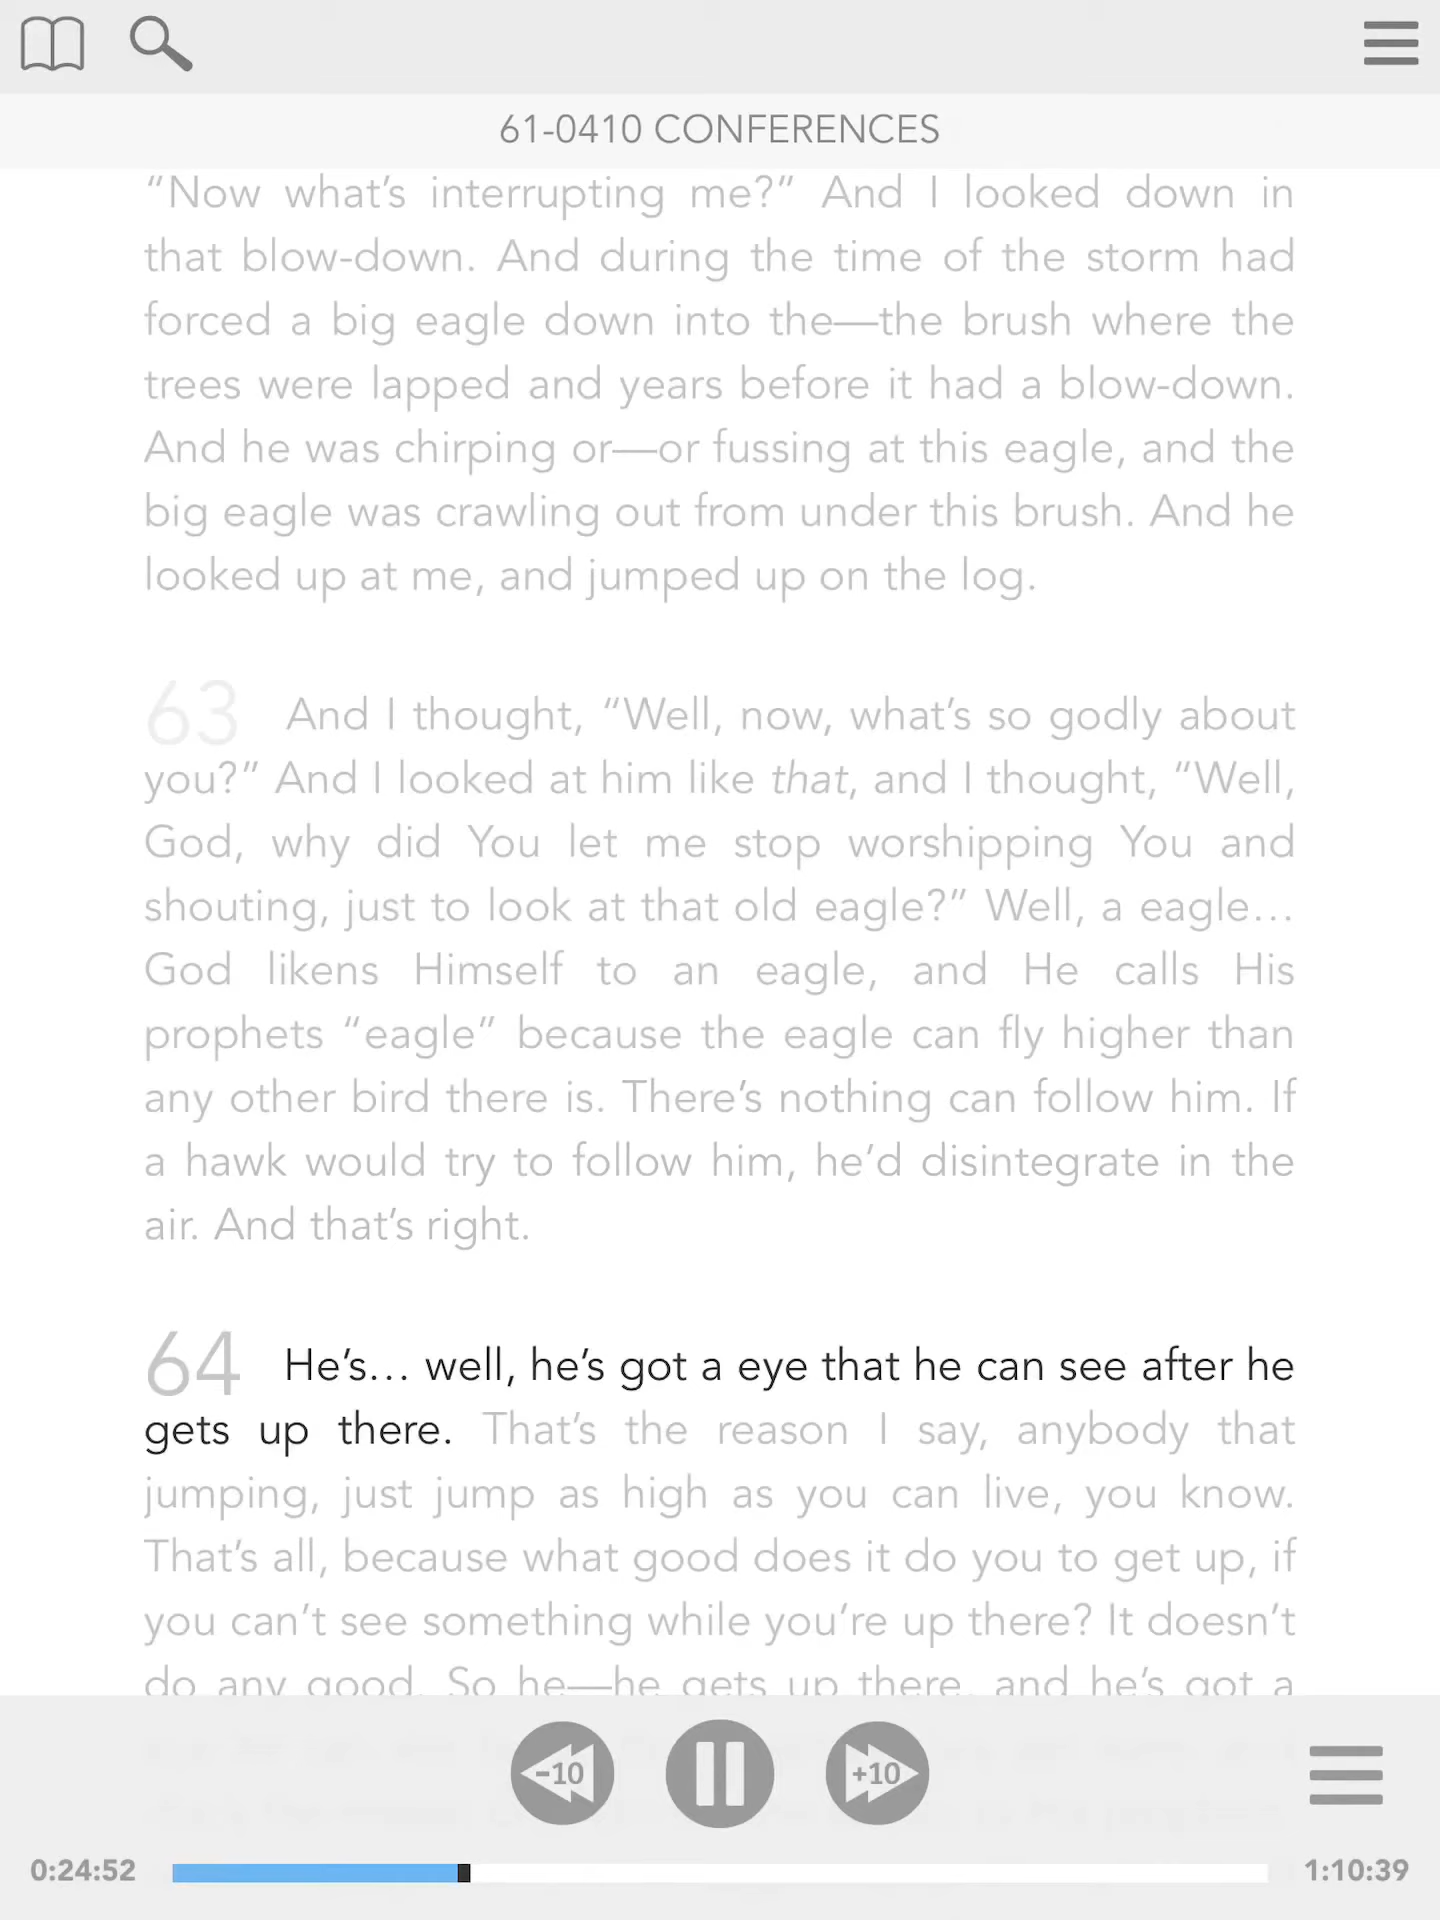 61-0410 CONFERENCES
“Now what’s interrupting me?” And I looked down in
that blow-down. And during the time of the storm had
forced a big eagle down into the—the brush where the
trees were lapped and years before it had a blow-down.
And he was chirping or—or fussing at this eagle, and the
big eagle was crawling out from under this brush. And he
looked up at me, and jumped up on the log.
63 And I thought, “Well, now, what’s so godly about
you?” And I looked at him like that, and I thought, “Well,
God, why did You let me stop worshipping You and
shouting, just to look at that old eagle?” Well, a eagle…
God likens Himself to an eagle, and He calls His
prophets “eagle” because the eagle can fly higher than
any other bird there is. There’s nothing can follow him. If
a hawk would try to follow him, he’d disintegrate in the
air. And that’s right.
64 He’s… well, he’s got a eye that he can see after he
gets up there. That’s the reason I say, anybody that
jumping, just jump as high as you can live, you know.
That’s all, because what good does it do you to get up, if
you can’t see something while you’re up there? It doesn’t
do any good. So he—he gets up there, and he’s got a
-10 +10
0:24:52 1:10:39